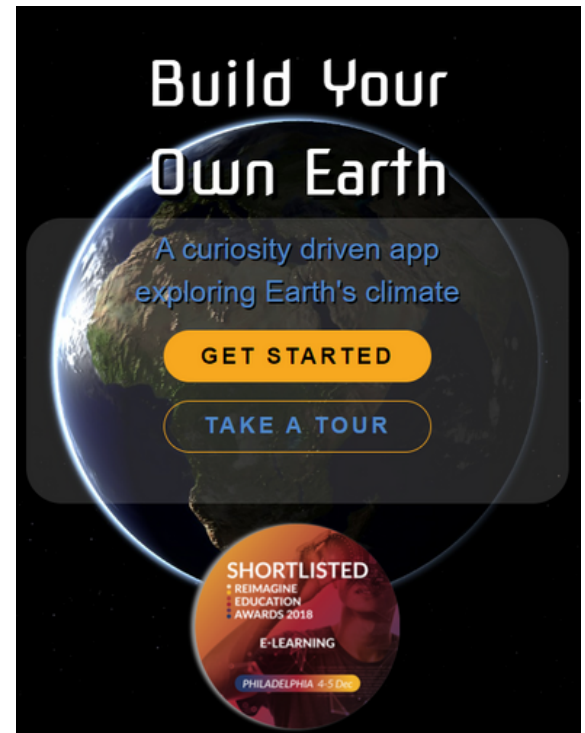 Build Your
Own Earth
A curiosity driven app
exploring Earth's climate
GET STARTED
TAKE A TOUR
SHORTLISTED
REIMAGINE
EDUCATION
AWARDS 2018
E-LEARNING
PHILADELPHIA 4-5 Dec